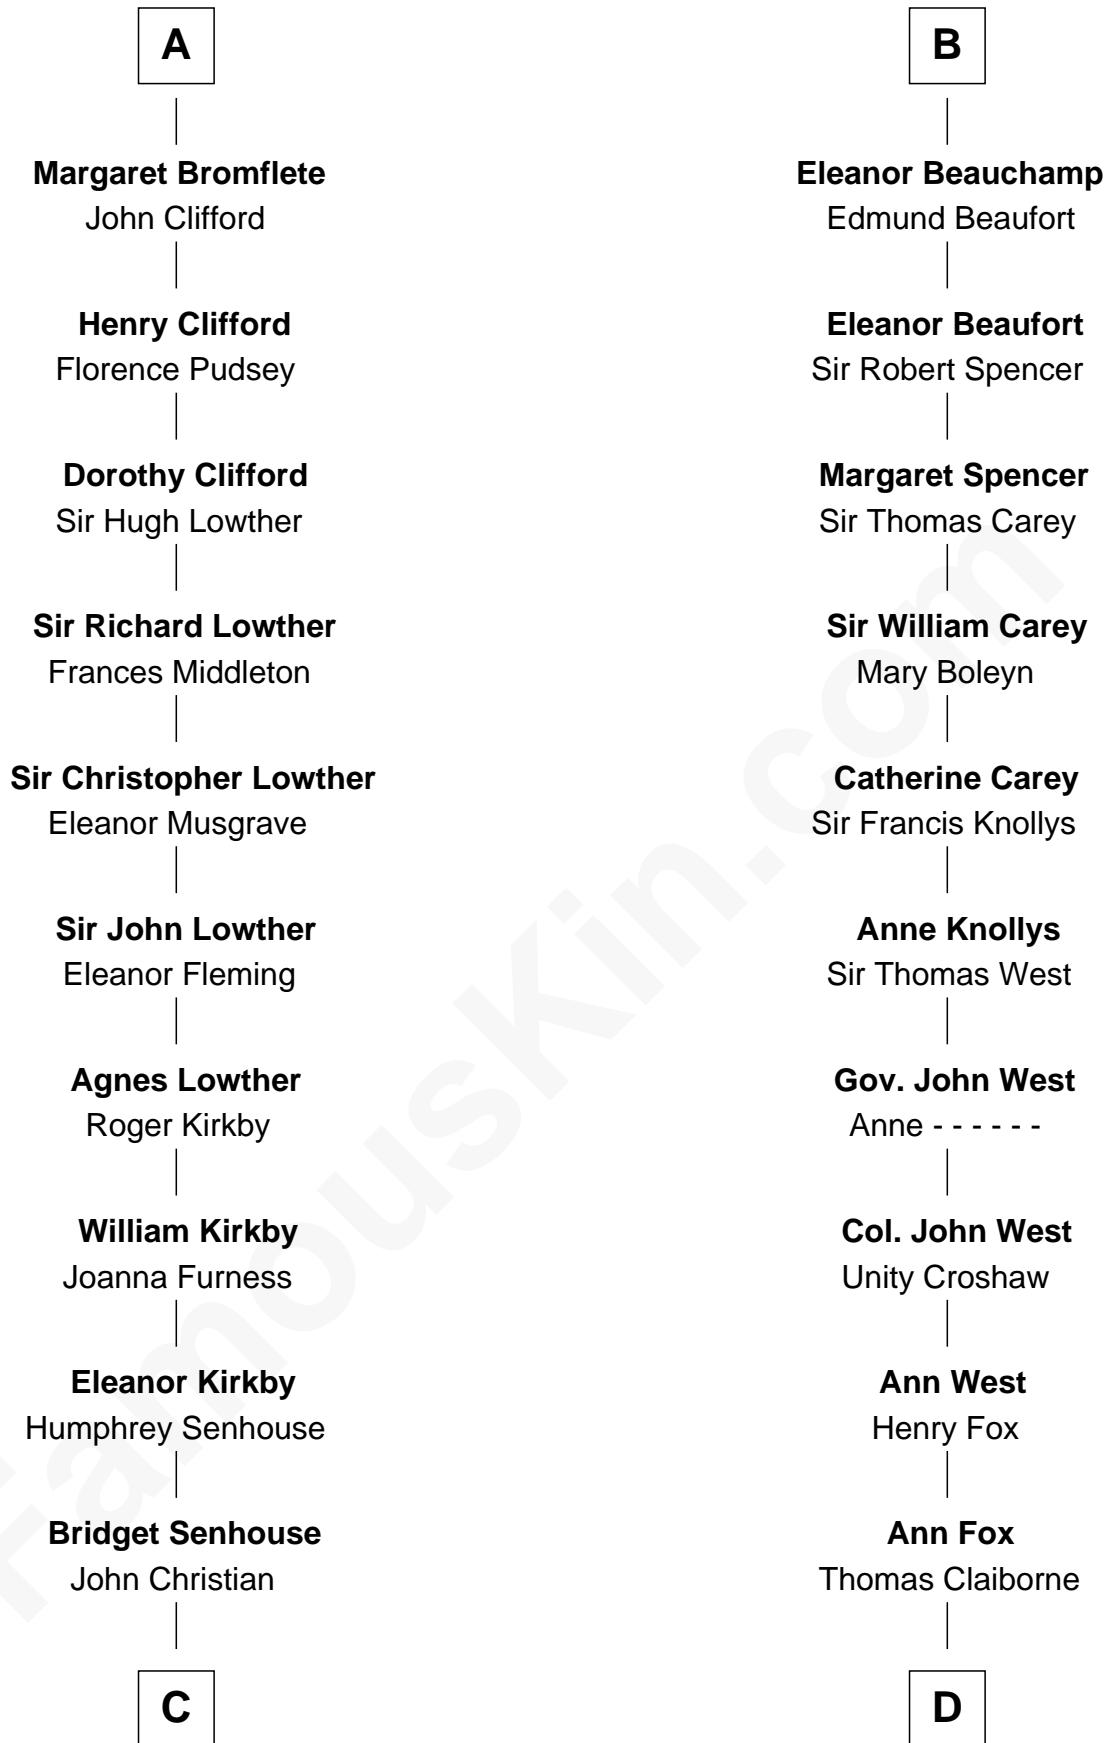 A
Margaret Bromflete
John Clifford
Henry Clifford
Florence Pudsey
Dorothy Clifford
Sir Hugh Lowther
Sir Richard Lowther
Frances Middleton
Sir Christopher Lowther
Eleanor Musgrave
Sir John Lowther
Eleanor Fleming
Agnes Lowther
Roger Kirkby
William Kirkby
Joanna Furness
Eleanor Kirkby
Humphrey Senhouse
Bridget Senhouse
John Christian
C
B
Eleanor Beauchamp
Edmund Beaufort
Eleanor Beaufort
Sir Robert Spencer
Margaret Spencer
Sir Thomas Carey
Sir William Carey
Mary Boleyn
Catherine Carey
Sir Francis Knollys
Anne Knollys
Sir Thomas West
Gov. John West
Anne - - - - - -
Col. John West
Unity Croshaw
Ann West
Henry Fox
Ann Fox
Thomas Claiborne
D
FamousKin.com